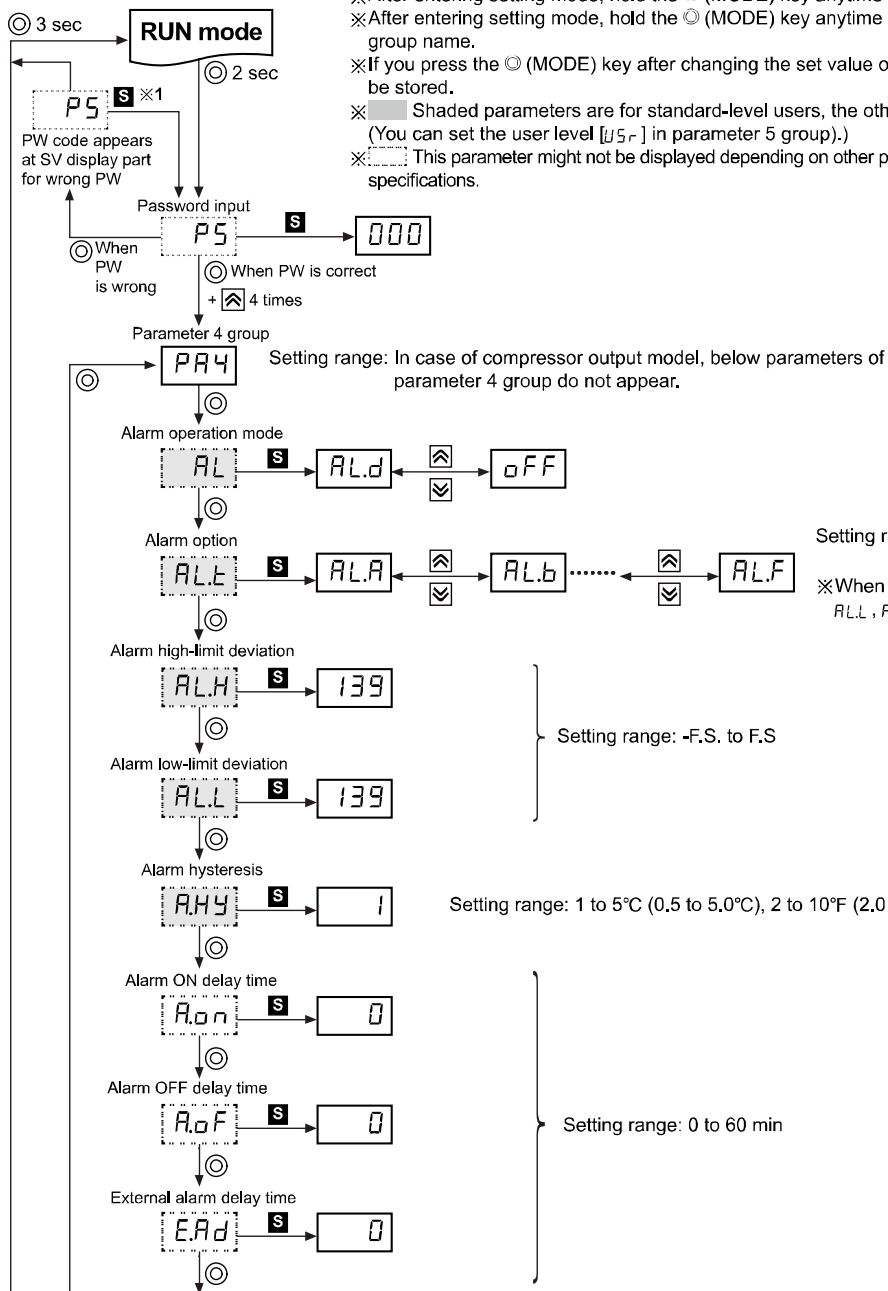 ※After entering setting mode, hold the ◎ (MODE) key anytime
※After entering setting mode, hold the ◎ (MODE) key anytime
group name.
※If you press the ◎ (MODE) key after changing the set value o
be stored.
※ Shaded parameters are for standard-level users, the oth
(You can set the user level [USr] in parameter 5 group).)
※ This parameter might not be displayed depending on other p
specifications.
◎ 3 sec
RUN mode
◎ 2 sec
PS
S ※1
PW code appears
at SV display part
for wrong PW
Password input
PS
S
000
◎ When
PW
is wrong
◎ When PW is correct
+ 4 times
Parameter 4 group
PA4
Setting range: In case of compressor output model, below parameters of
parameter 4 group do not appear.
◎
◎
Alarm operation mode
AL
S
AL.d
oFF
◎
Alarm option
AL.t
S
AL.A
AL.b
AL.F
Setting r
※When
AL.L ,
◎
Alarm high-limit deviation
AL.H
S
139
◎
Setting range: -F.S. to F.S
Alarm low-limit deviation
AL.L
S
139
◎
Alarm hysteresis
A.HY
S
1
Setting range: 1 to 5°C (0.5 to 5.0°C), 2 to 10°F (2.0
◎
Alarm ON delay time
A.on
S
0
◎
Alarm OFF delay time
A.oF
S
0
Setting range: 0 to 60 min
◎
External alarm delay time
E.Ad
S
0
◎